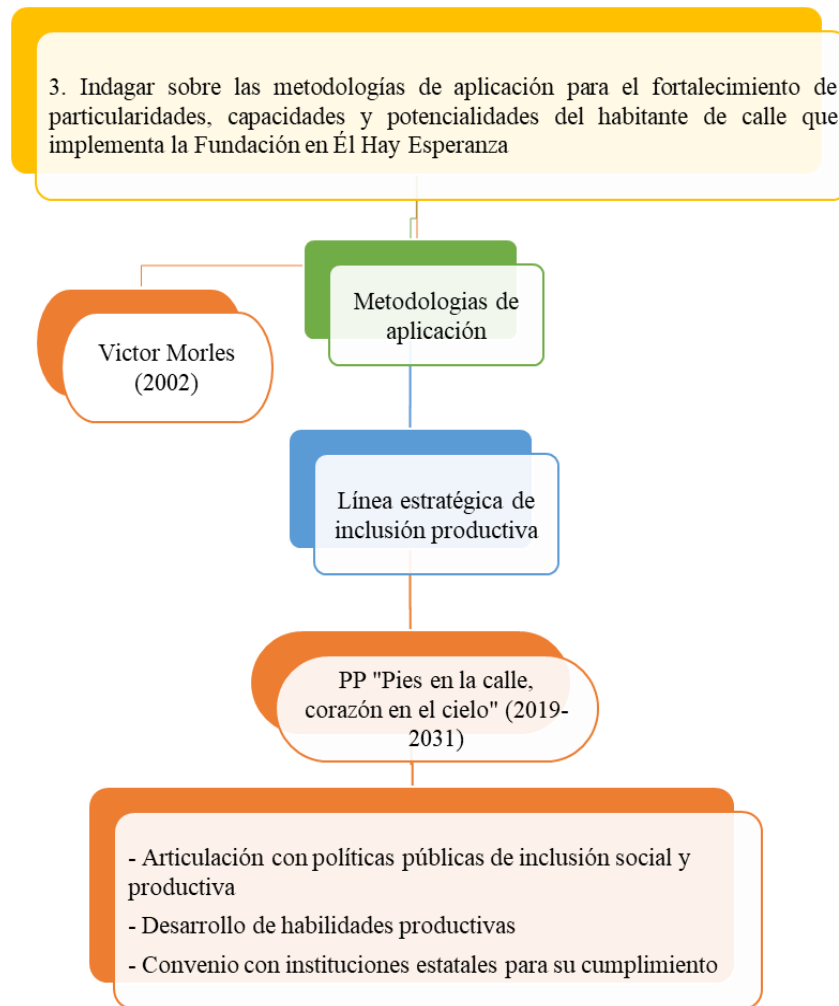 3. Indagar sobre las metodologías de aplicación para el fortalecimiento de
particularidades, capacidades y potencialidades del habitante de calle que
implementa la Fundación en Él Hay Esperanza
Metodologias de
aplicación
Victor Morles
(2002)
Línea estratégica de
inclusión productiva
PP "Pies en la calle,
corazón en el cielo" (2019-
2031)
- Articulación con políticas públicas de inclusión social y
productiva
- Desarrollo de habilidades productivas
- Convenio con instituciones estatales para su cumplimiento